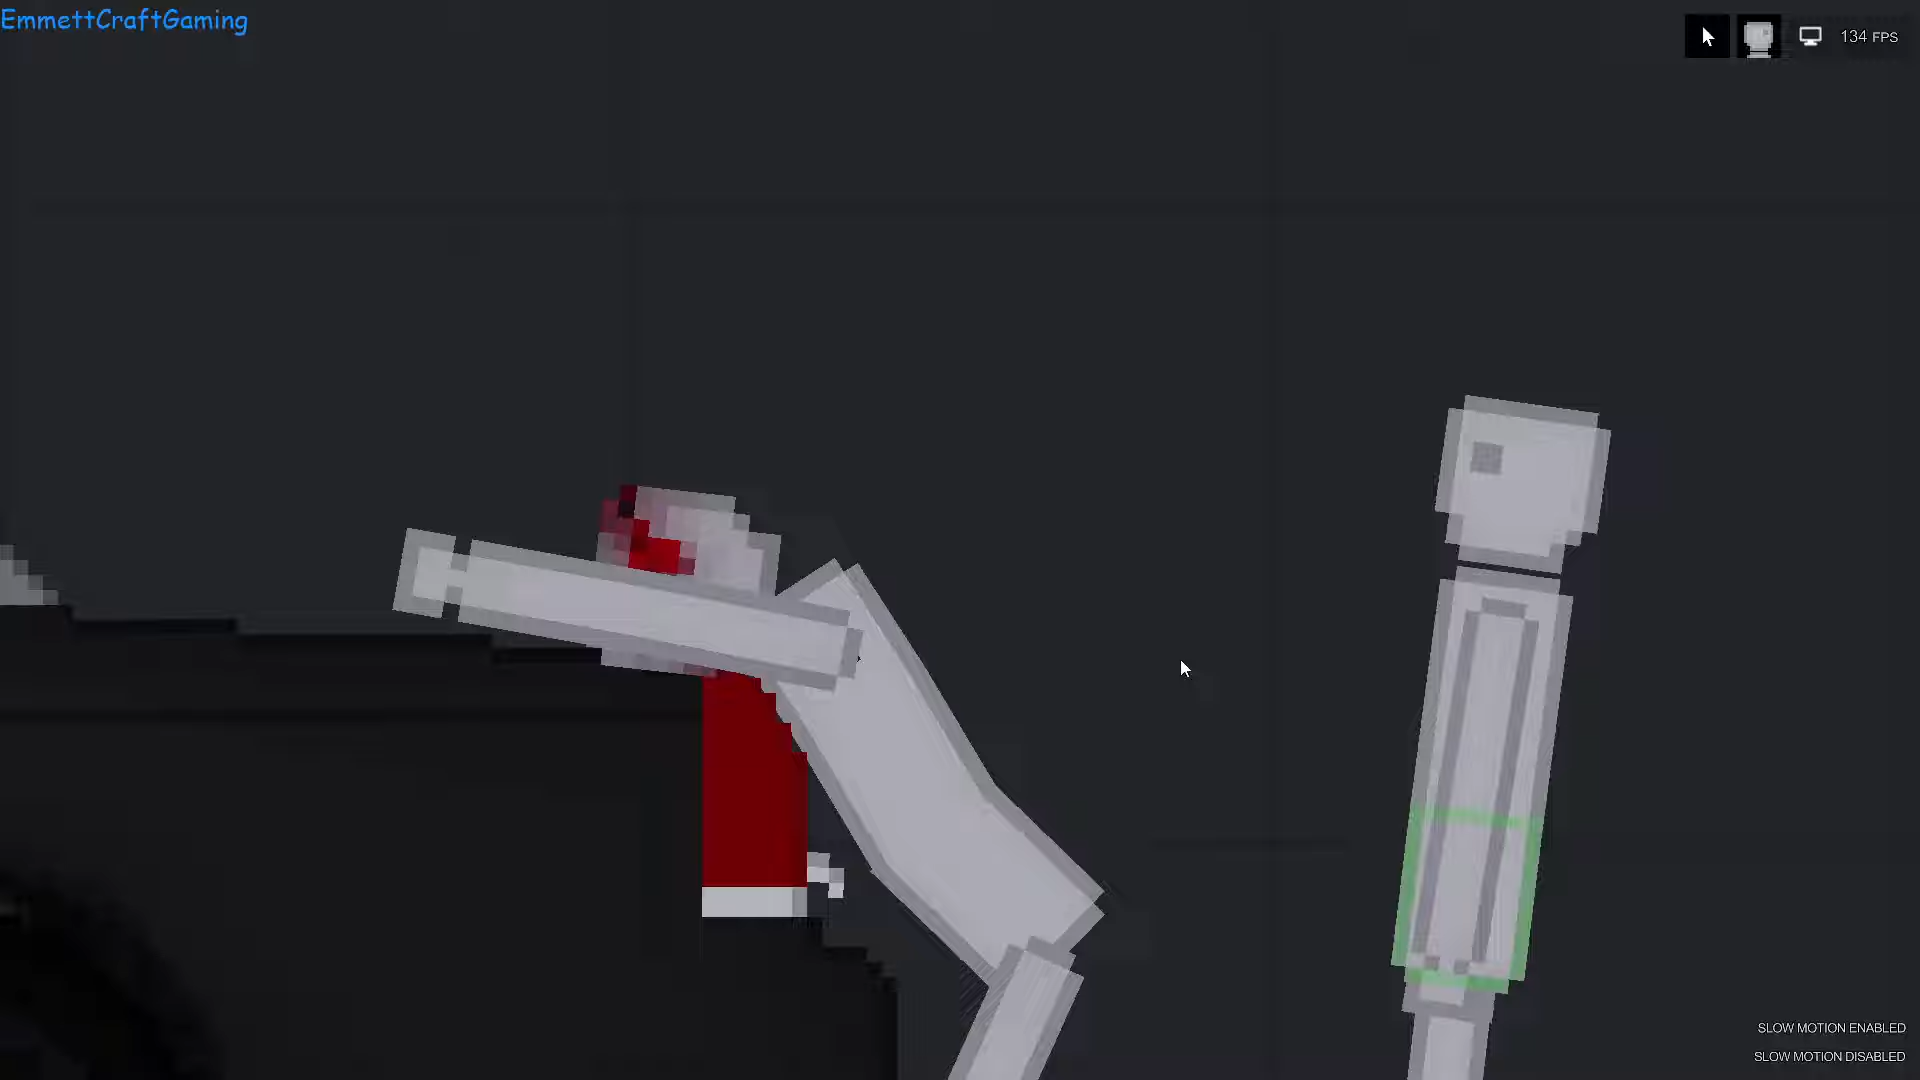 EmmettCraftGaming
134 FPS
SLOW MOTION ENABLED
SLOW MOTION DISABLED